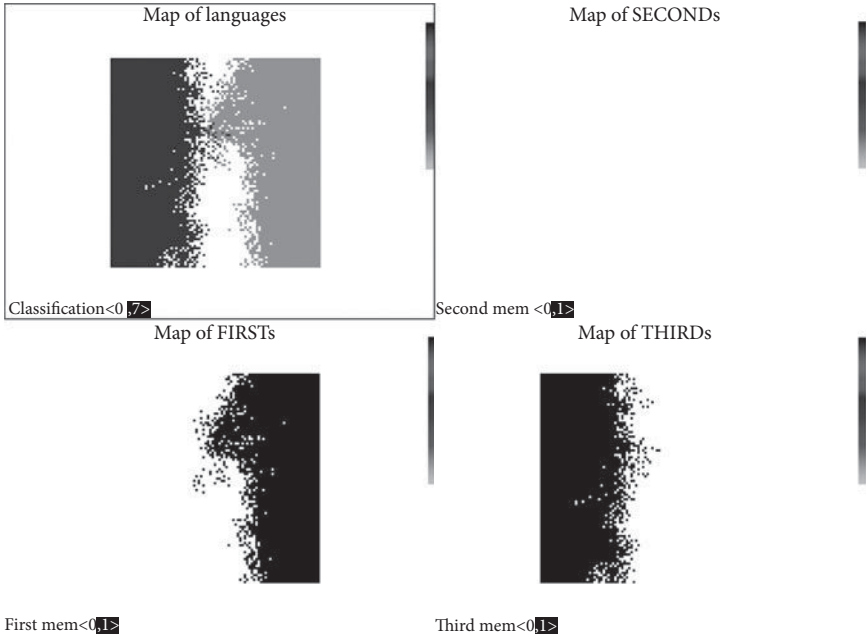 Map of languages
Map of SECONDs
Classification<0 ,7>
Second mem <0,1>
Map of FIRSTs
Map of THIRDs
First mem<0,1>
Third mem<0,1>